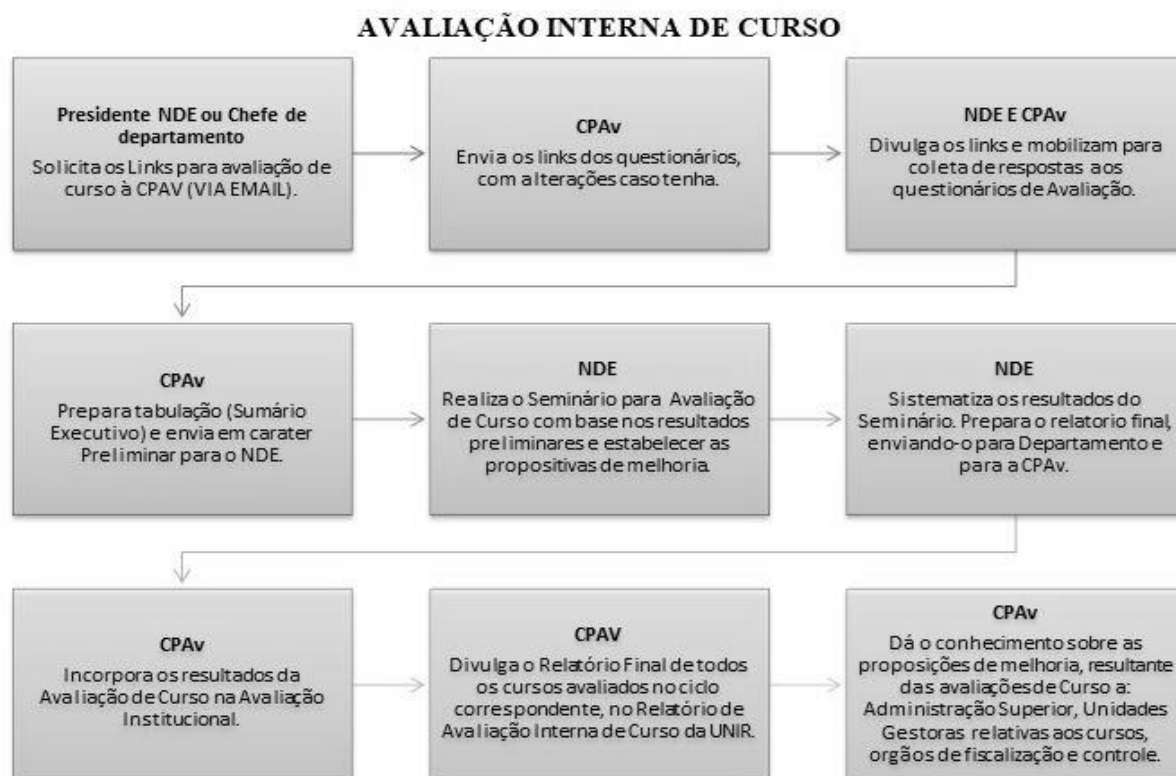 AVALIAÇÃO INTERNA DE CURSO
Presidente NDE ou Chefe de
departamento
Solicita os Links para avaliação de
curso à CPAV (VIA EMAIL).
CPAv
Envia os links dos questionários,
com alterações caso tenha.
NDE E CPAv
Divulga os links e mobilizam para
coleta de respostas aos
questionários de Avaliação.
CPAv
Prepara tabulação (Sumário
Executivo) e envia em carater
Preliminar para o NDE.
NDE
Realiza o Seminário para Avaliação
de Curso com base nos resultados
preliminares e estabelecer as
propositivas de melhoria.
NDE
Sistematiza os resultados do
Seminário. Prepara o relatorio final,
enviando-o para Departamento e
para a CPAv.
CPAv
Incorpora os resultados da
Avaliação de Curso na Avaliação
Institucional.
CPAV
Divulga o Relatório Final de todos
os cursos avaliados no ciclo
correspondente, no Relatório de
Avaliação Interna de Curso da UNIR.
CPAv
Dá o conhecimento sobre as
proposições de melhoria, resultante
das avaliações de Curso a:
Administração Superior, Unidades
Gestoras relativas aos cursos,
orgãos de fiscalização e controle.